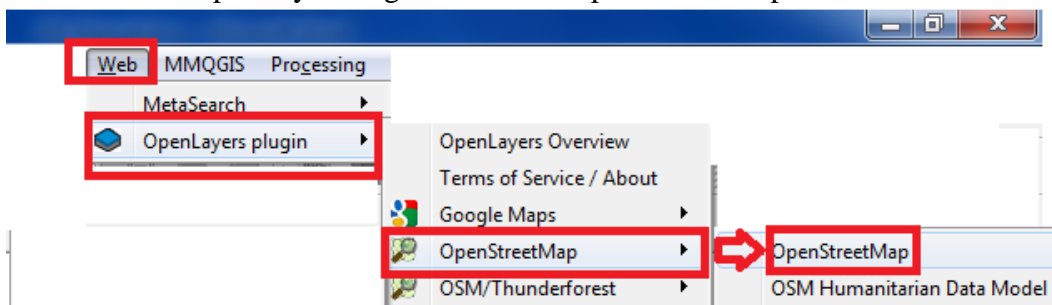 Web MMQGIS Processing
MetaSearch
OpenLayers plugin
OpenLayers Overview
Terms of Service / About
Google Maps
OpenStreetMap OpenStreetMap
OSM/Thunderforest OSM Humanitarian Data Model